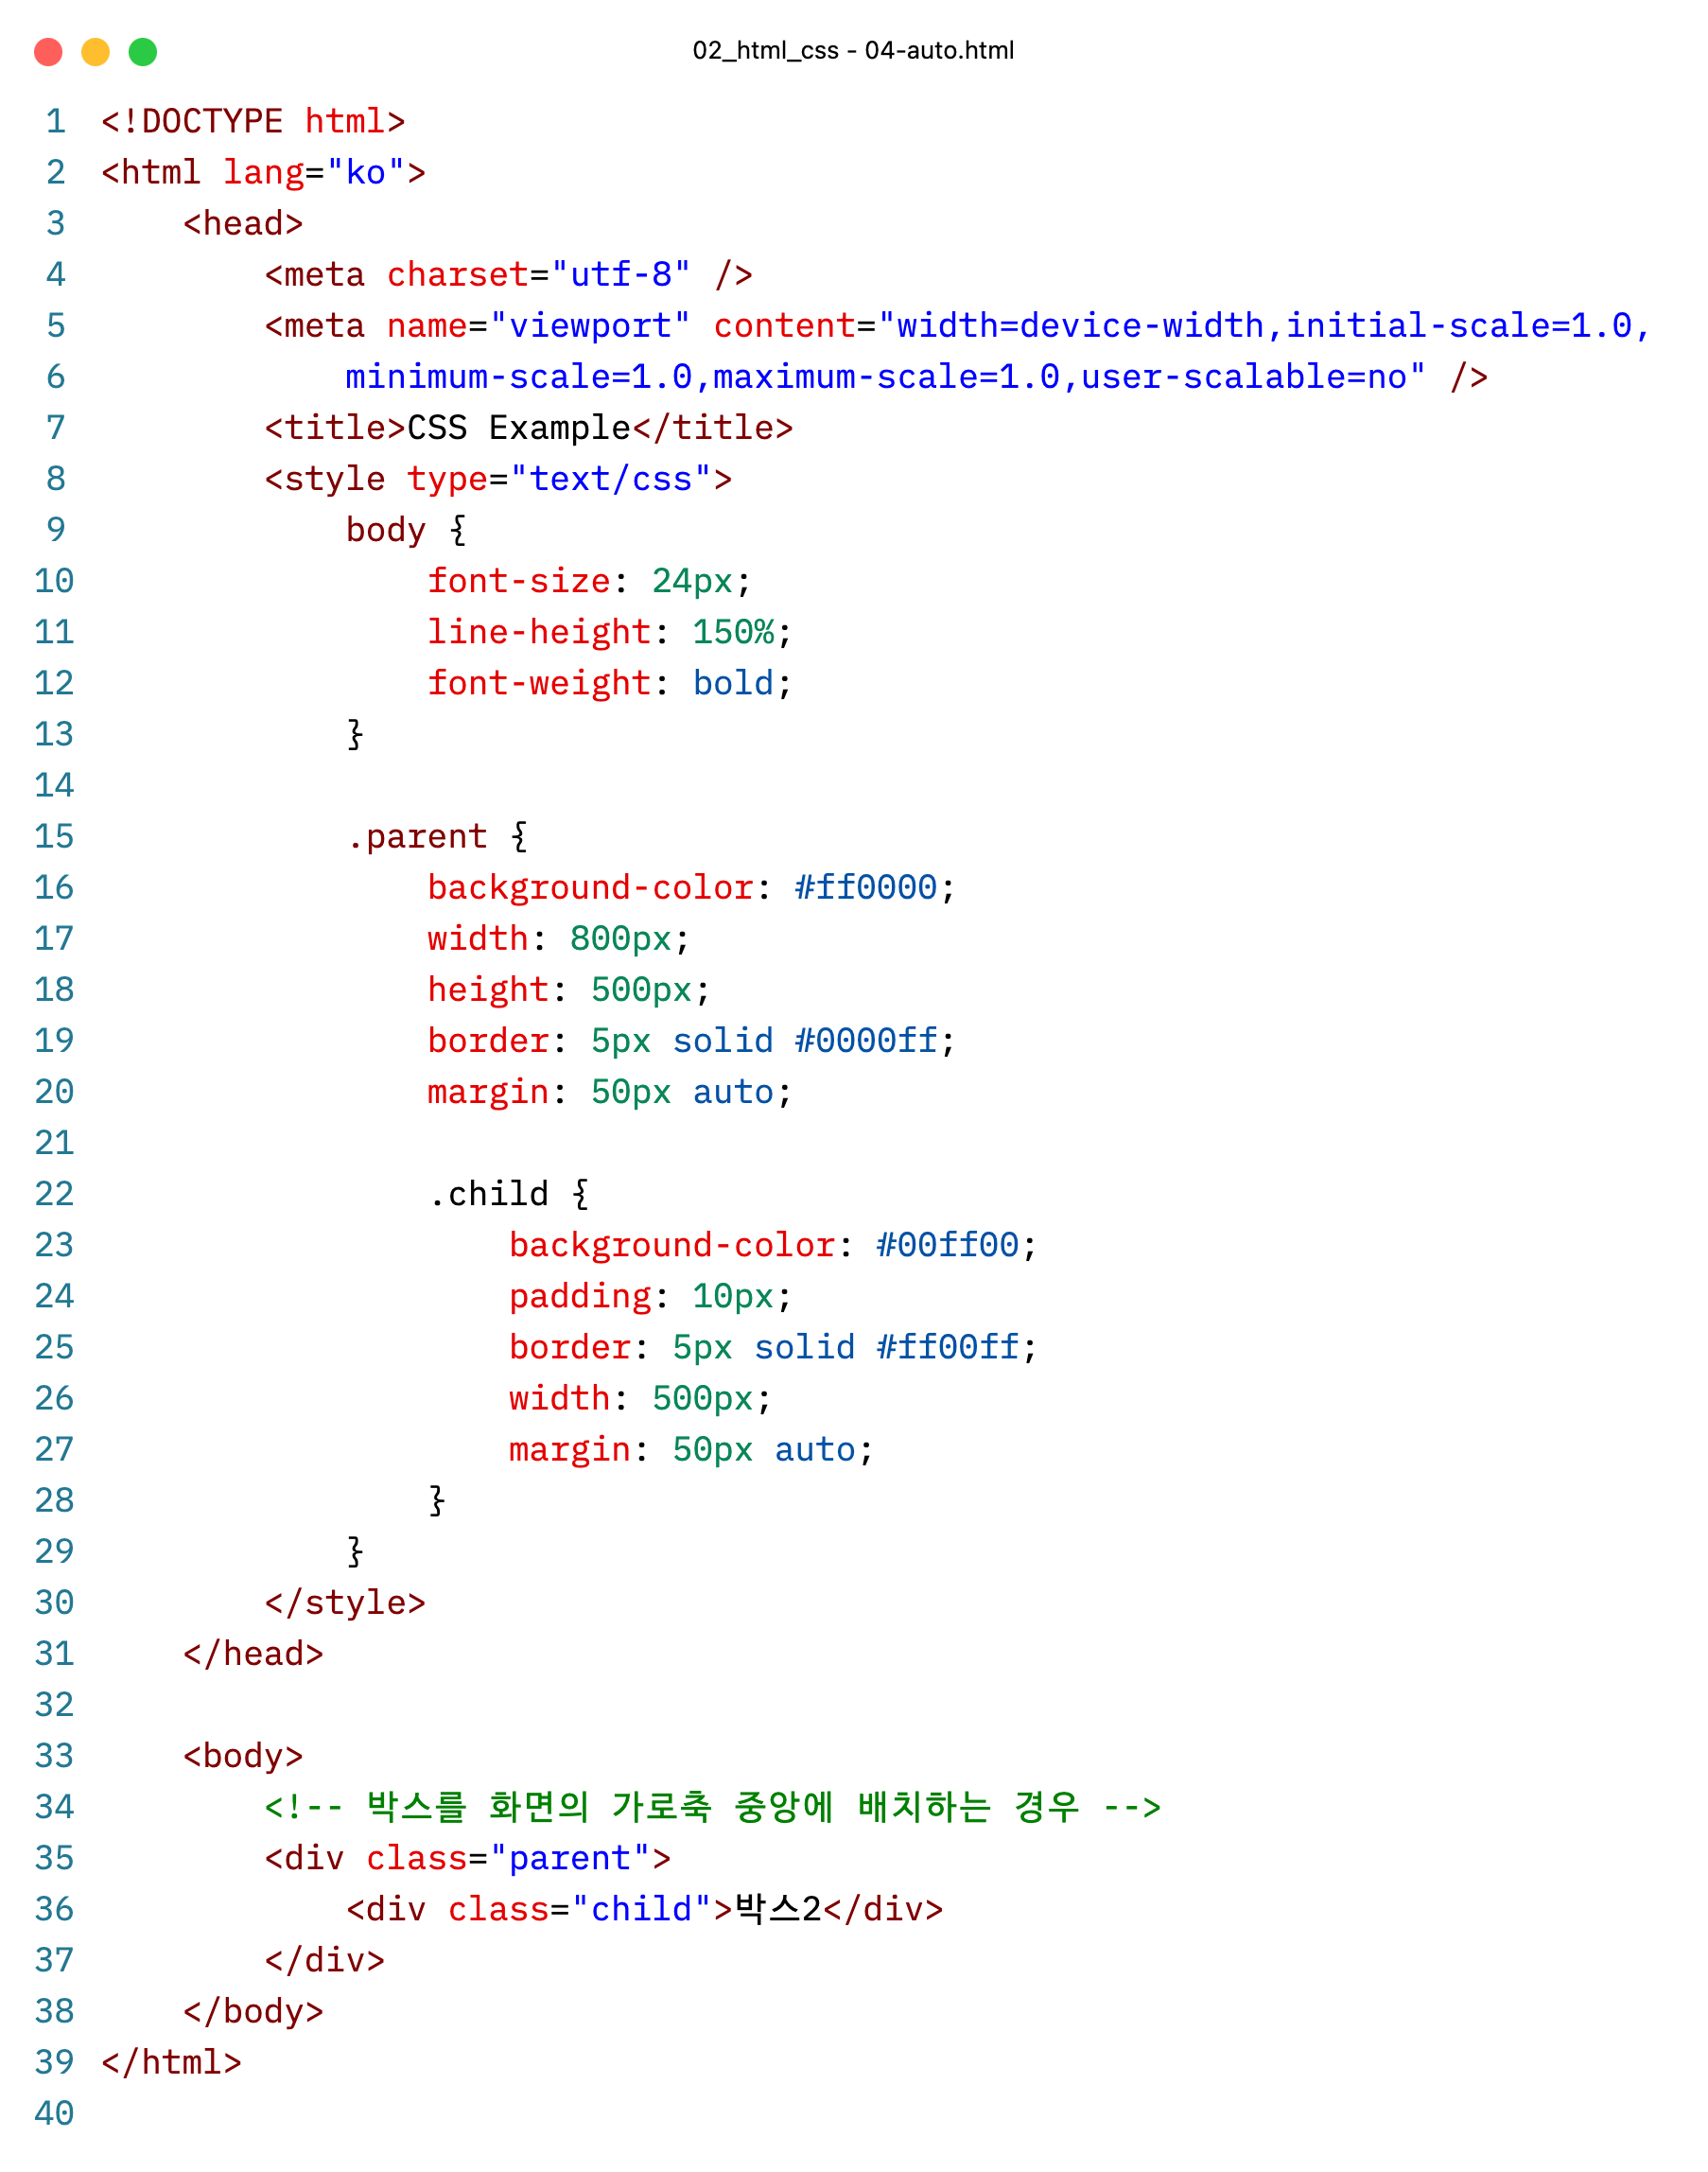 02_html_css - 04-auto.html
1 <!DOCTYPE html>
2 <html lang="ko">
3     <head>
4         <meta charset="utf-8" />
5         <meta name="viewport" content="width=device-width,initial-scale=1.0,
6             minimum-scale=1.0,maximum-scale=1.0,user-scalable=no" />
7         <title>CSS Example</title>
8         <style type="text/css">
9             body {
10                 font-size: 24px;
11                 line-height: 150%;
12                 font-weight: bold;
13             }
14
15             .parent {
16                 background-color: #ff0000;
17                 width: 800px;
18                 height: 500px;
19                 border: 5px solid #0000ff;
20                 margin: 50px auto;
21
22                 .child {
23                     background-color: #00ff00;
24                     padding: 10px;
25                     border: 5px solid #ff00ff;
26                     width: 500px;
27                     margin: 50px auto;
28                 }
29             }
30         </style>
31     </head>
32
33     <body>
34         <!-- 박스를 화면의 가로축 중앙에 배치하는 경우 -->
35         <div class="parent">
36             <div class="child">박스2</div>
37         </div>
38     </body>
39 </html>
40